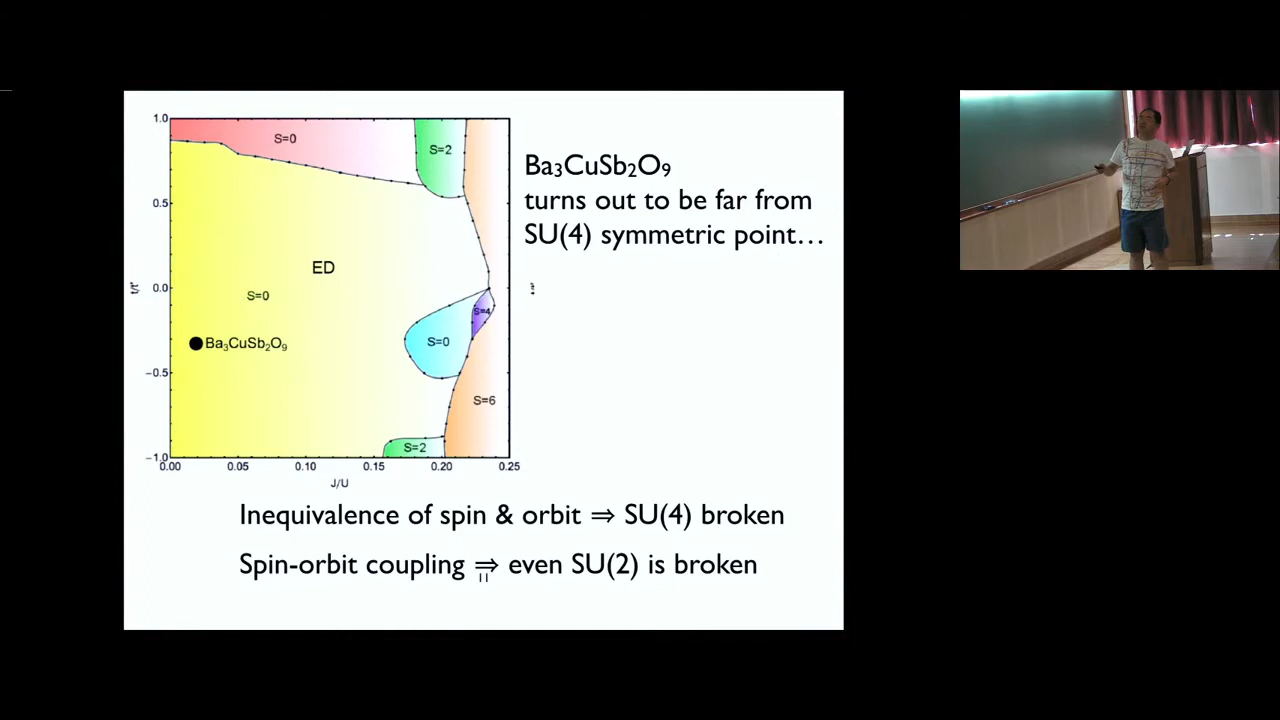 1.0
0.5
0.0
−0.5
−1.0
t/t'
S=0
S=2
ED
S=0
S=4
S=0
Ba₃CuSb₂O₉
S=6
S=2
0.00 0.05 0.10 0.15 0.20 0.25
J/U
Ba₃CuSb₂O₉
turns out to be far from
SU(4) symmetric point…
Inequivalence of spin & orbit ⇒ SU(4) broken
Spin-orbit coupling ⇒ even SU(2) is broken